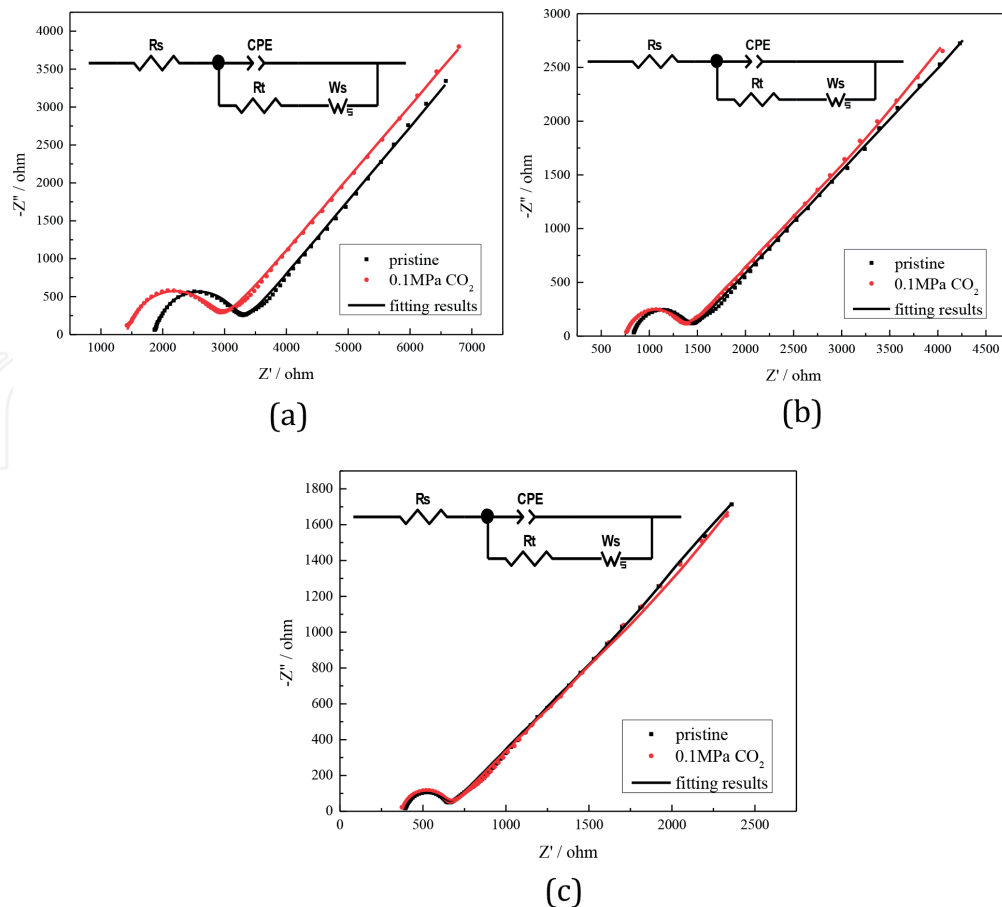 4000
3500
3000
2500
2000
1500
1000
500
0
-Z" / ohm
Rs
CPE
Rt
Ws
pristine
0.1MPa CO₂
fitting results
1000 2000 3000 4000 5000 6000 7000
Z' / ohm
(a)
3000
2500
2000
1500
1000
500
0
-Z" / ohm
Rs
CPE
Rt
Ws
pristine
0.1MPa CO₂
fitting results
500 1000 1500 2000 2500 3000 3500 4000 4500
Z' / ohm
(b)
1800
1600
1400
1200
1000
800
600
400
200
0
-Z" / ohm
Rs
CPE
Rt
Ws
pristine
0.1MPa CO₂
fitting results
0 500 1000 1500 2000 2500
Z' / ohm
(c)